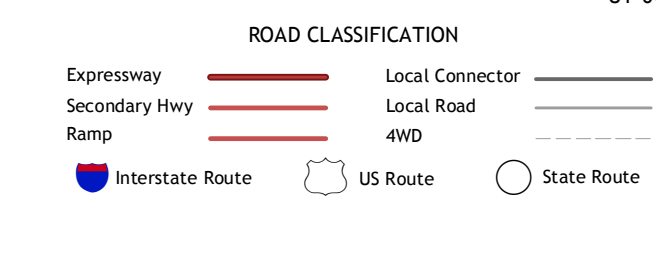 ROAD CLASSIFICATION
Expressway
Local Connector
Secondary Hwy
Local Road
Ramp
4WD
Interstate Route
US Route
State Route